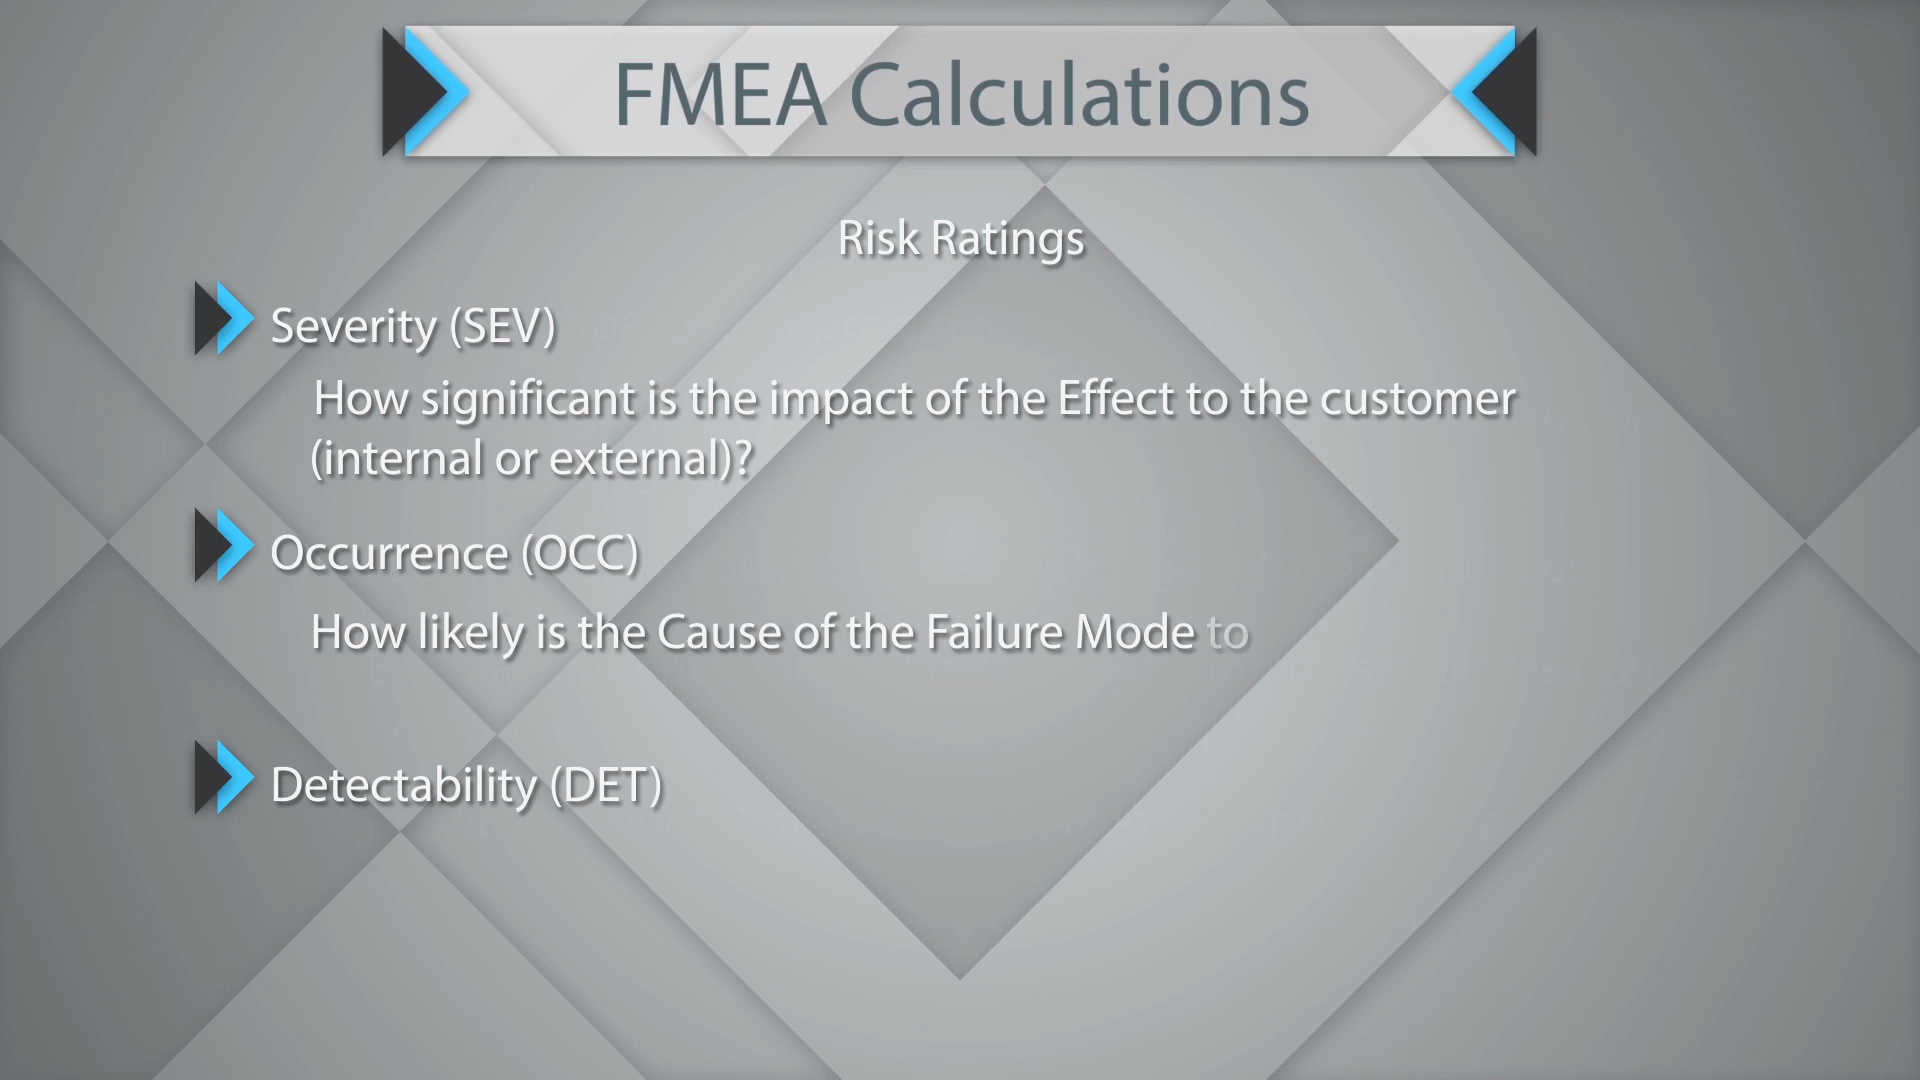 FMEA Calculations
Risk Ratings
Severity (SEV)
How significant is the impact of the Effect to the customer
(internal or external)?
Occurrence (OCC)
How likely is the Cause of the Failure Mode to
Detectability (DET)